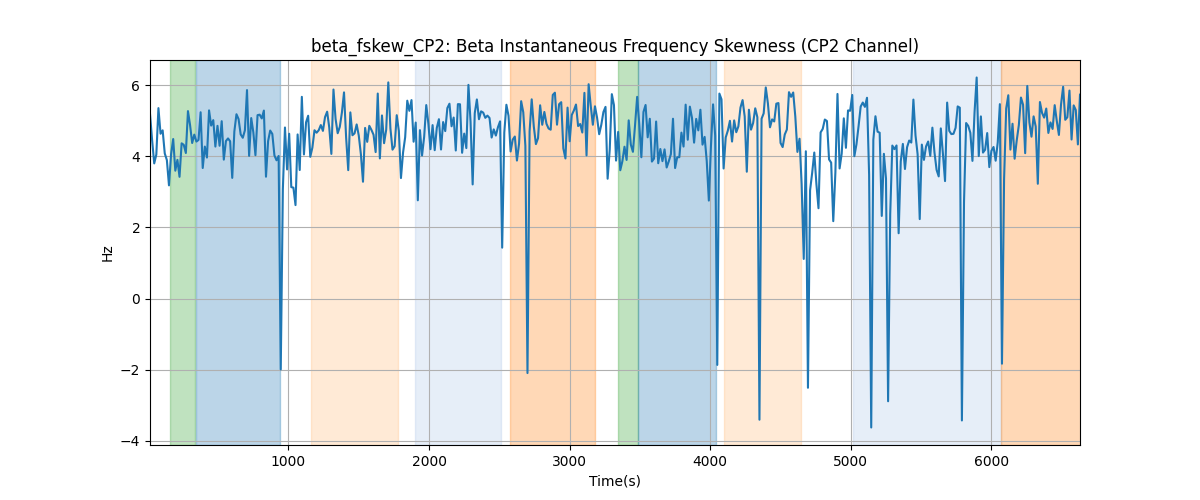 beta_fskew_CP2: Beta Instantaneous Frequency Skewness (CP2 Channel)
6
4
2
0
−2
−4
Hz
1000 2000 3000 4000 5000 6000
Time(s)